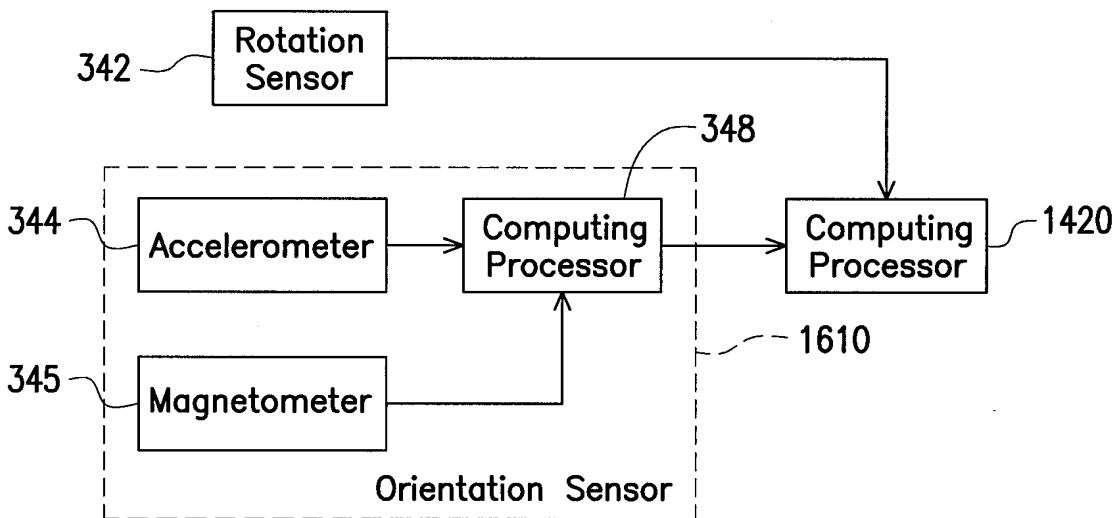 Rotation
Sensor
342
348
344
Accelerometer
Computing
Processor
Computing
Processor
1420
1610
345
Magnetometer
Orientation Sensor